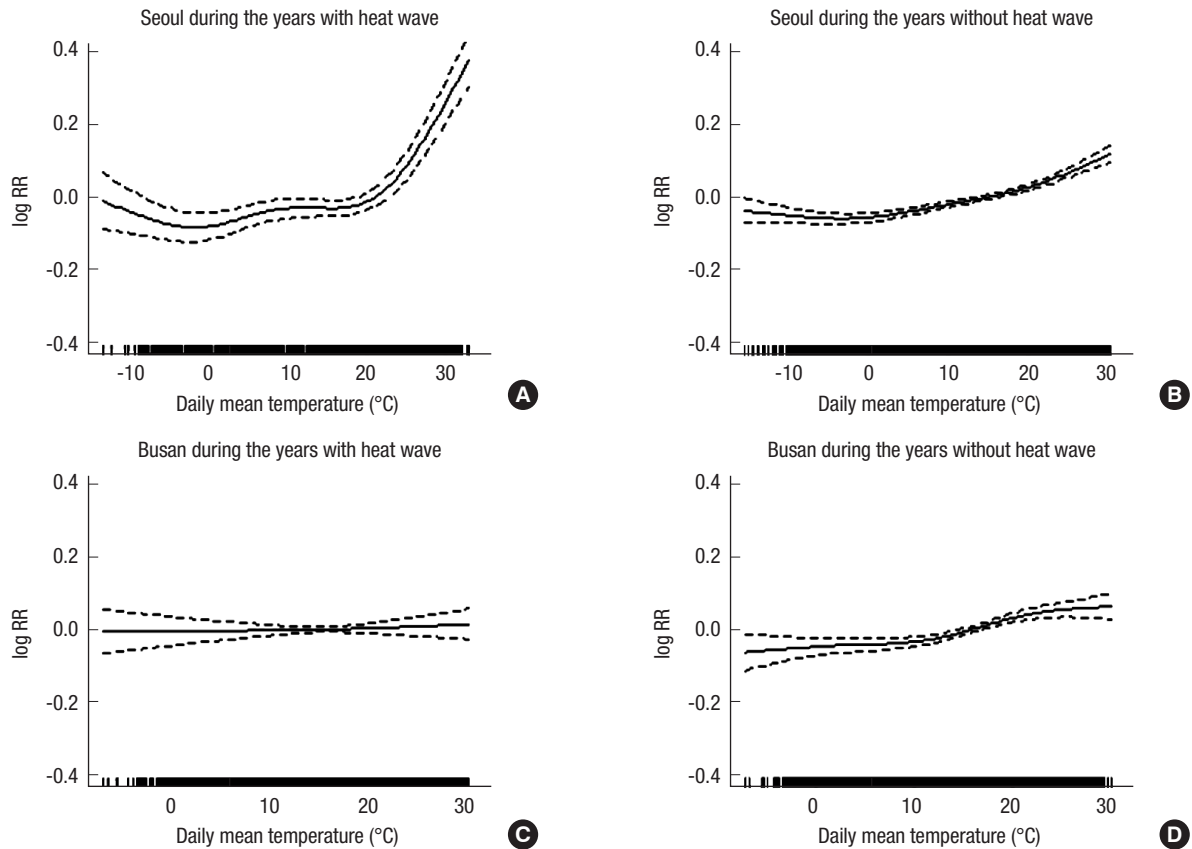 Seoul during the years with heat wave
0.4
0.2
0.0
-0.2
-0.4
log RR
-10 0 10 20 30
Daily mean temperature (°C)
A
Seoul during the years without heat wave
0.4
0.2
0.0
-0.2
-0.4
log RR
-10 0 10 20 30
Daily mean temperature (°C)
B
Busan during the years with heat wave
0.4
0.2
0.0
-0.2
-0.4
log RR
0 10 20 30
Daily mean temperature (°C)
C
Busan during the years without heat wave
0.4
0.2
0.0
-0.2
-0.4
log RR
0 10 20 30
Daily mean temperature (°C)
D